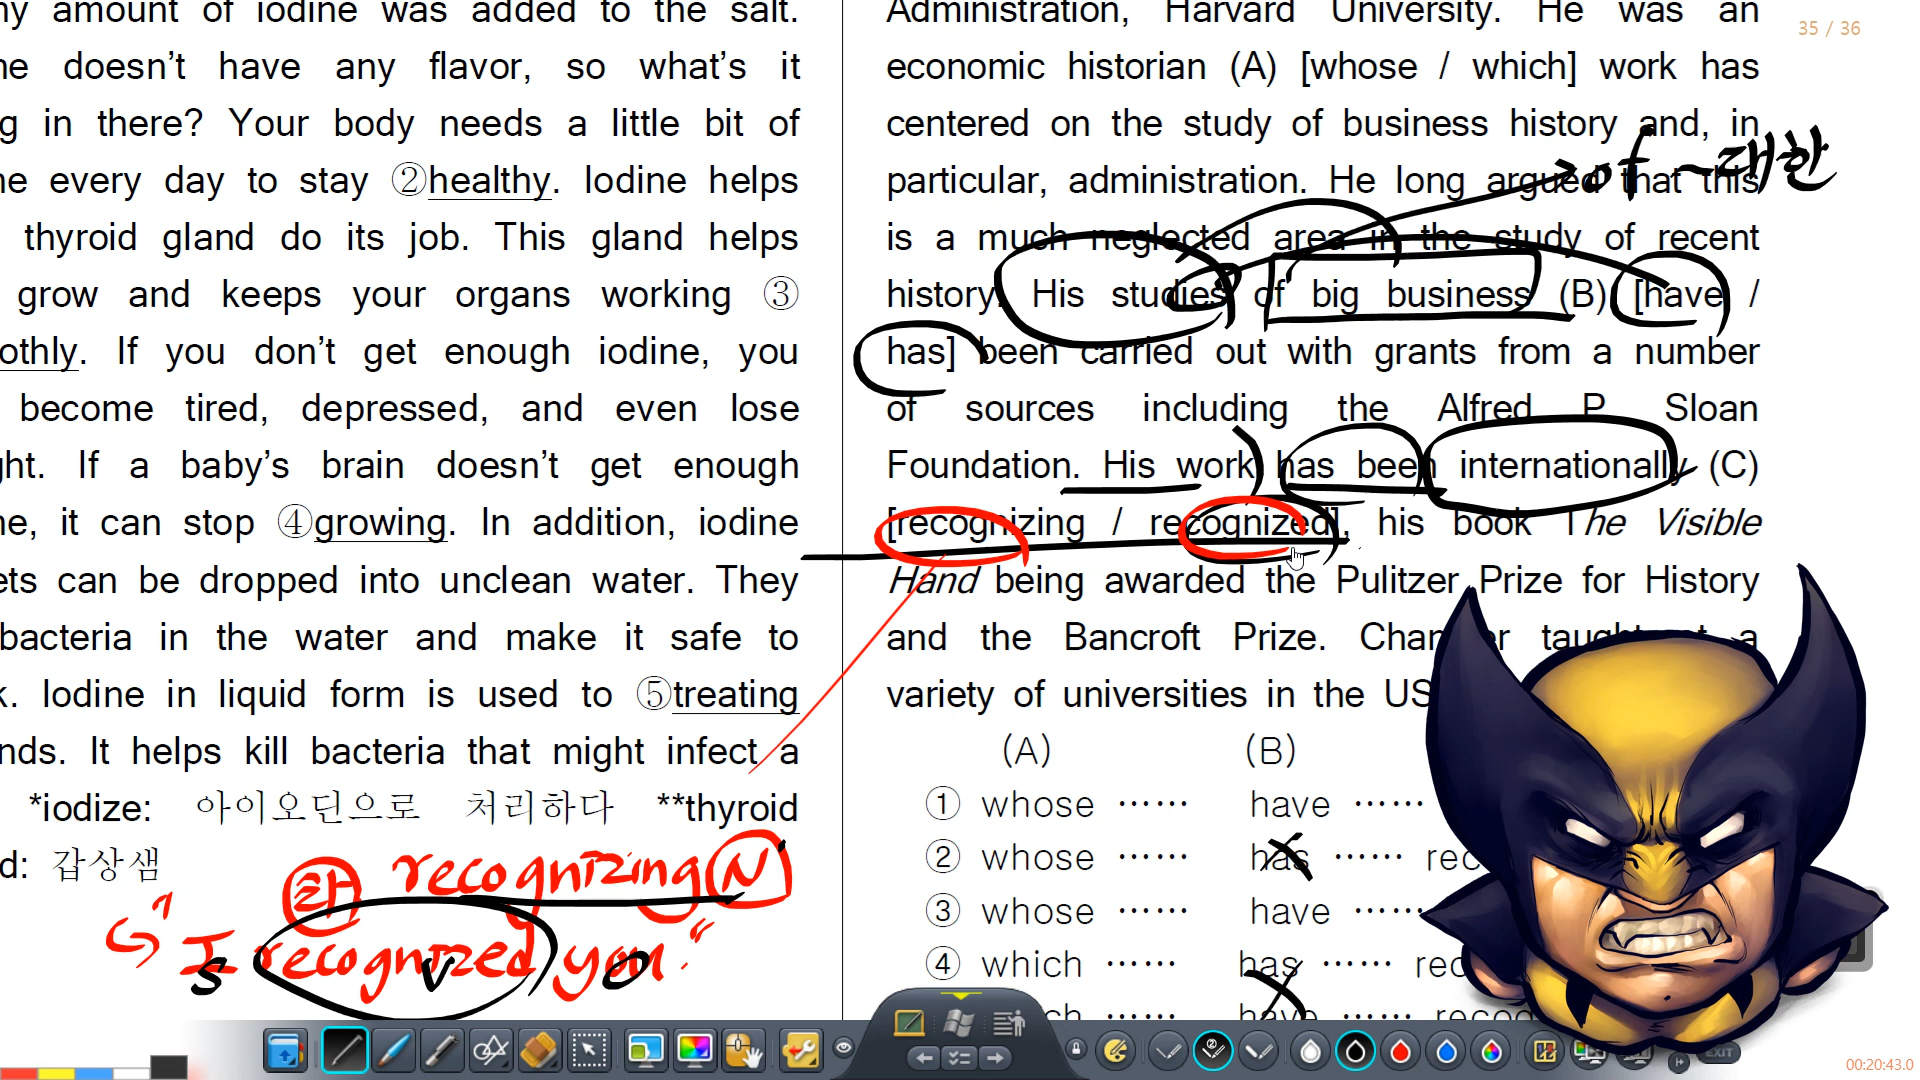 ny amount of iodine was added to the salt.
ne doesn't have any flavor, so what's it
g in there? Your body needs a little bit of
ne every day to stay ②healthy. Iodine helps
thyroid gland do its job. This gland helps
grow and keeps your organs working ③
othly. If you don't get enough iodine, you
become tired, depressed, and even lose
ght. If a baby's brain doesn't get enough
ne, it can stop ④growing. In addition, iodine
ets can be dropped into unclean water. They
bacteria in the water and make it safe to
k. Iodine in liquid form is used to ⑤treating
nds. It helps kill bacteria that might infect a
*iodize: 아이오딘으로 처리하다 **thyroid
d: 갑상샘
recognizing N
I recognized you"
S V O
Administration, Harvard University. He was an
economic historian (A) [whose / which] work has
centered on the study of business history and, in
particular, administration. He long argued that this
is a much neglected area in the study of recent
history. His studies of big business (B) [have /
has] been carried out with grants from a number
of sources including the Alfred P. Sloan
Foundation. His work has been internationally (C)
[recognizing / recognized], his book The Visible
Hand being awarded the Pulitzer Prize for History
and the Bancroft Prize. Chandler taught at a
variety of universities in the US
of ~대한
(A) (B)
① whose ⋯⋯ have ⋯⋯
② whose ⋯⋯ has ⋯⋯ rec
③ whose ⋯⋯ have ⋯⋯
④ which ⋯⋯ has ⋯⋯ rec
ch ⋯⋯ have ⋯⋯ recog
35 / 36
EXIT
00:20:43.0